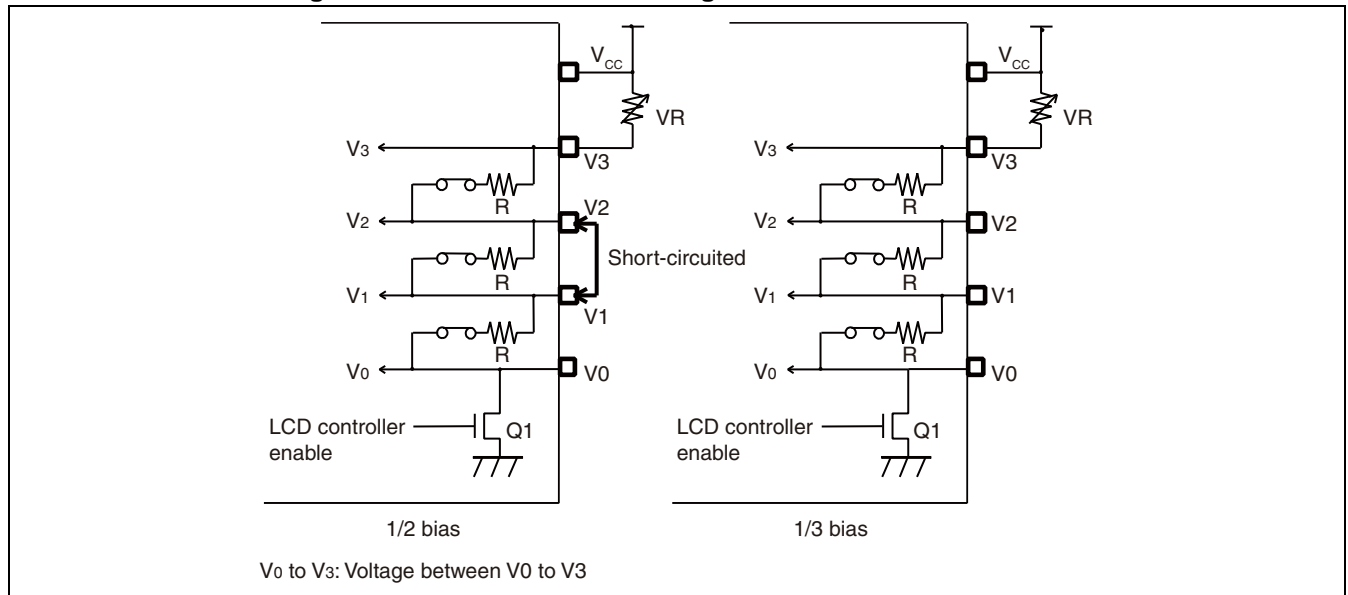 VCC
VR
V3
V3
R
V2
V2
Short-circuited
R
V1
V1
R
V0
V0
LCD controller
enable
Q1
1/2 bias
VCC
VR
V3
V3
R
V2
V2
R
V1
V1
R
V0
V0
LCD controller
enable
Q1
1/3 bias
V0 to V3: Voltage between V0 to V3